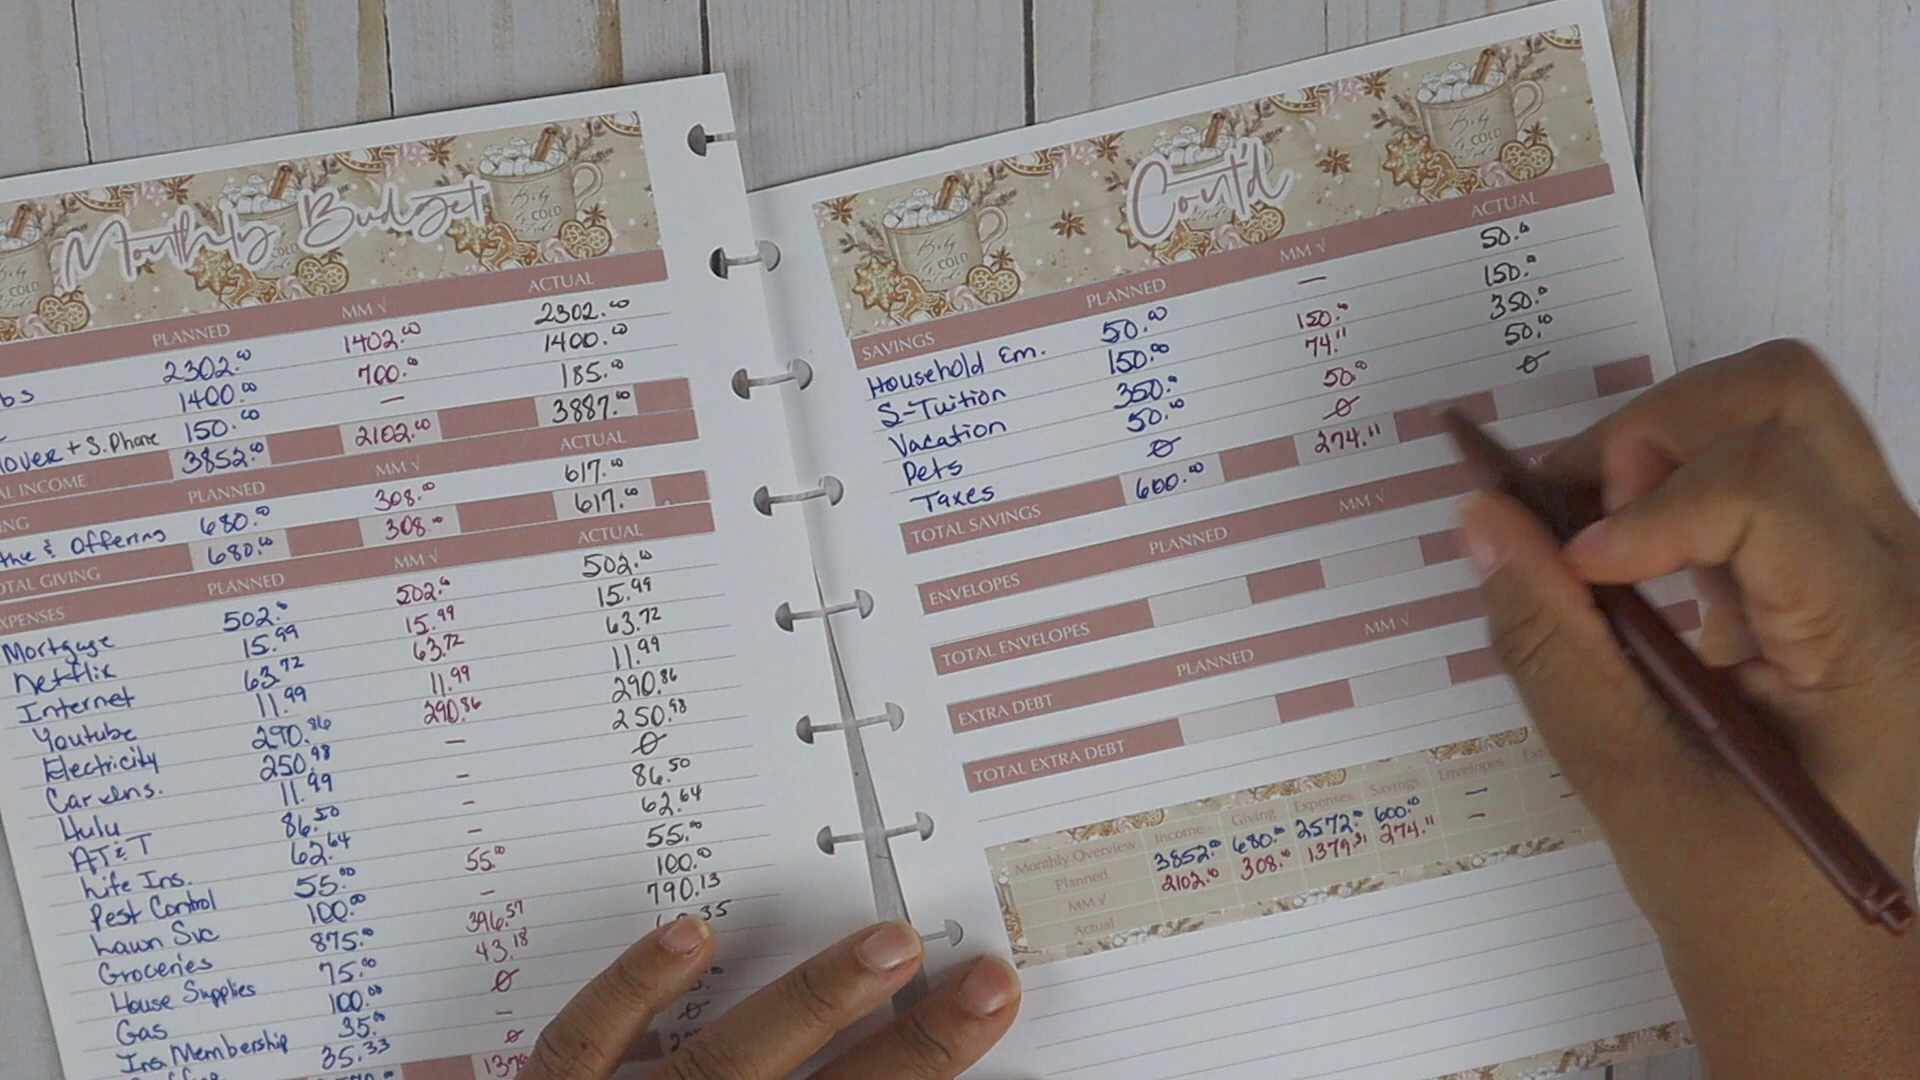 Monthly Budget
PLANNED MM √ ACTUAL
bs 2302.00 1402.00 2302.00
1400.00 700.00 1400.00
lover + S. Phone 150.00 — 185.00
AL INCOME 3852.00 2102.00 3887.00
NG PLANNED MM √ ACTUAL
the & Offering 680.00 308.00 617.00
OTAL GIVING 680.00 308.00 617.00
XPENSES PLANNED MM √ ACTUAL
Mortgage 502.00 502.00 502.00
Netflix 15.99 15.99 15.99
Internet 63.72 63.72 63.72
Youtube 11.99 11.99 11.99
Electricity 290.86 290.86 290.86
Car Ins. 250.98 — 250.98
Hulu 11.99 — 0
AT&T 86.50 — 86.50
Life Ins. 62.64 — 62.64
Pest Control 55.00 55.00 55.00
Lawn Svc 100.00 — 100.00
Groceries 875.00 396.57 790.13
House Supplies 75.00 43.18
Gas 100.00 0
Ins Membership 35.00 —
35.33 0
1379
Cont'd
SAVINGS PLANNED MM √ ACTUAL
Household Em. 50.00 — 50.00
S-Tuition 150.00 150.00 150.00
Vacation 350.00 74.11 350.00
Pets 50.00 50.00 50.00
Taxes 0 0 0
TOTAL SAVINGS 600.00 274.11
ENVELOPES PLANNED MM √
TOTAL ENVELOPES
EXTRA DEBT PLANNED MM √
TOTAL EXTRA DEBT
Monthly Overview Income Giving Expenses Savings Envelopes
Planned 3852.00 680.00 2572.00 600.00 — —
MM √ 2102.00 308.00 1379.31 274.11 — —
Actual